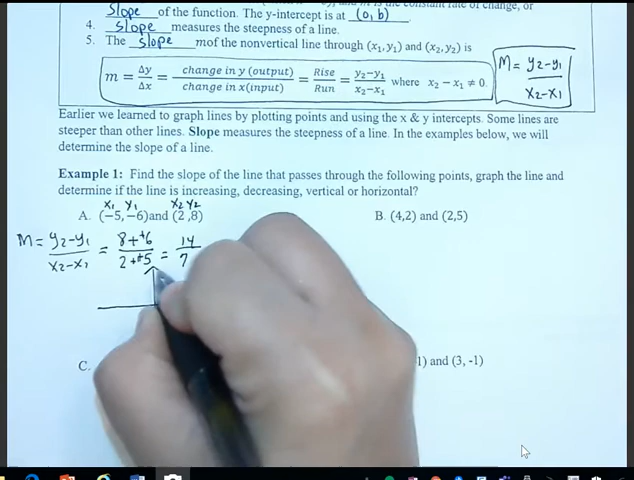 Slope of the function. The y-intercept is at (0,b)
4. slope measures the steepness of a line.
5. The slope mof the nonvertical line through (x₁,y₁) and (x₂,y₂) is
m = Δy/Δx = change in y (output)/change in x(input) = Rise/Run = y₂−y₁/x₂−x₁ where x₂ − x₁ ≠ 0.
M = y₂−y₁/x₂−x₁
Earlier we learned to graph lines by plotting points and using the x & y intercepts. Some lines are
steeper than other lines. Slope measures the steepness of a line. In the examples below, we will
determine the slope of a line.
Example 1: Find the slope of the line that passes through the following points, graph the line and
determine if the line is increasing, decreasing, vertical or horizontal?
x₁ y₁ x₂ y₂
A. (−5, −6)and (2 ,8)
B. (4,2) and (2,5)
M = y₂−y₁/x₂−x₁ = 8++6/2++5 = 14/7
C.
1) and (3, -1)